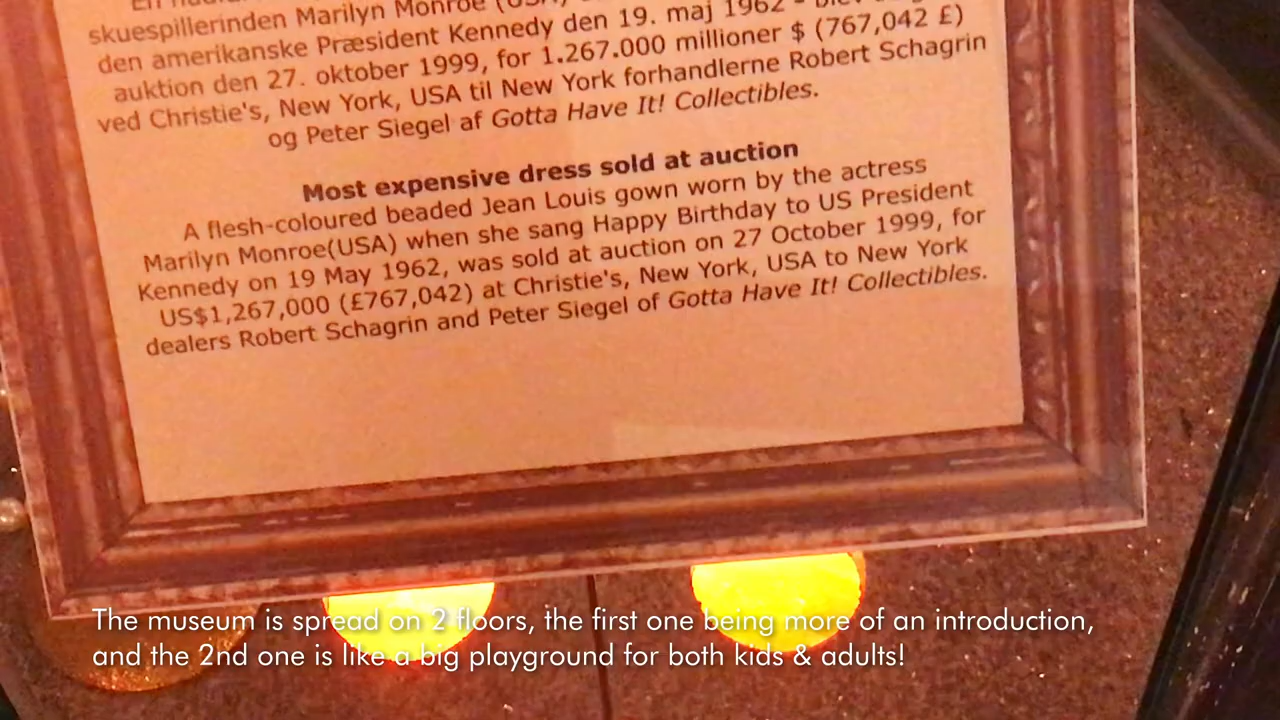 skuespillerinden Marilyn Monroe
den amerikanske Præsident Kennedy den 19. maj 1962 - blev
auktion den 27. oktober 1999, for 1.267.000 millioner $ (767,042 £)
ved Christie's, New York, USA til New York forhandlerne Robert Schagrin
og Peter Siegel af Gotta Have It! Collectibles.
Most expensive dress sold at auction
A flesh-coloured beaded Jean Louis gown worn by the actress
Marilyn Monroe(USA) when she sang Happy Birthday to US President
Kennedy on 19 May 1962, was sold at auction on 27 October 1999, for
US$1,267,000 (£767,042) at Christie's, New York, USA to New York
dealers Robert Schagrin and Peter Siegel of Gotta Have It! Collectibles.
The museum is spread on 2 floors, the first one being more of an introduction,
and the 2nd one is like a big playground for both kids & adults!